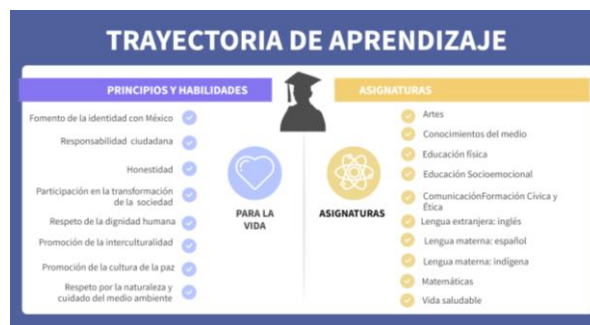 TRAYECTORIA DE APRENDIZAJE
PRINCIPIOS Y HABILIDADES
Fomento de la identidad con México
Responsabilidad ciudadana
Honestidad
Participación en la transformación
de la sociedad
Respeto de la dignidad humana
Promoción de la interculturalidad
Promoción de la cultura de la paz
Respeto por la naturaleza y
cuidado del medio ambiente
PARA LA
VIDA
ASIGNATURAS
ASIGNATURAS
Artes
Conocimientos del medio
Educación física
Educación Socioemocional
ComunicaciónFormación Cívica y
Ética
Lengua extranjera: inglés
Lengua materna: español
Lengua materna: indígena
Matemáticas
Vida saludable